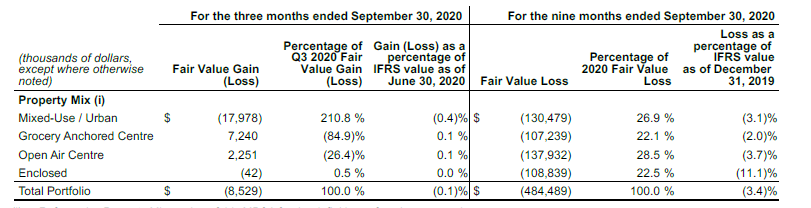 For the three months ended September 30, 2020 For the nine months ended September 30, 2020
(thousands of dollars, except where otherwise noted) Fair Value Gain (Loss) Percentage of Q3 2020 Fair Value Gain (Loss) Gain (Loss) as a percentage of IFRS value as of June 30, 2020 Fair Value Loss Percentage of 2020 Fair Value Loss Loss as a percentage of IFRS value as of December 31, 2019
Property Mix (i)
Mixed-Use / Urban $ (17,978) 210.8 % (0.4)% $ (130,479) 26.9 % (3.1)%
Grocery Anchored Centre 7,240 (84.9)% 0.1 % (107,239) 22.1 % (2.0)%
Open Air Centre 2,251 (26.4)% 0.1 % (137,932) 28.5 % (3.7)%
Enclosed (42) 0.5 % 0.0 % (108,839) 22.5 % (11.1)%
Total Portfolio $ (8,529) 100.0 % (0.1)% $ (484,489) 100.0 % (3.4)%